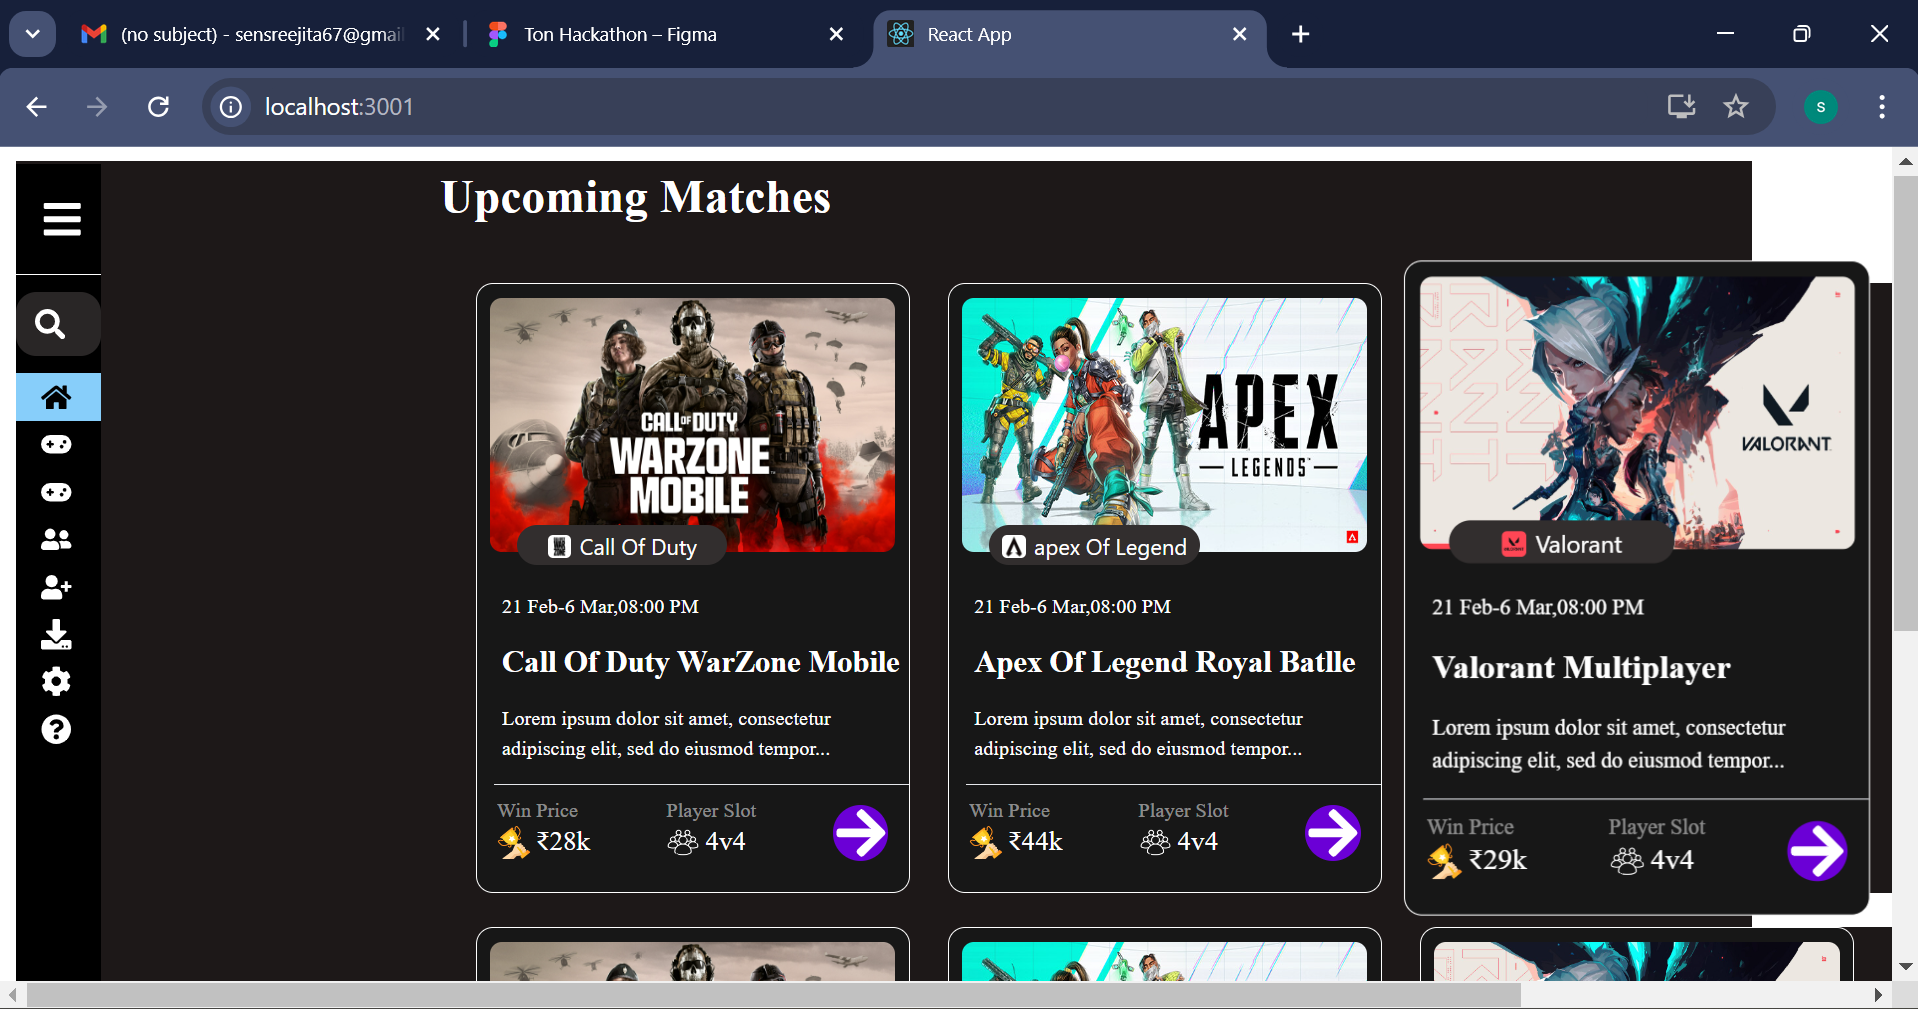 (no subject) - sensreejita67@gmail
Ton Hackathon – Figma
React App
localhost:3001
S
Upcoming Matches
CALL OF DUTY
WARZONE
MOBILE
Call Of Duty
21 Feb-6 Mar,08:00 PM
Call Of Duty WarZone Mobile
Lorem ipsum dolor sit amet, consectetur
adipiscing elit, sed do eiusmod tempor...
Win Price
Player Slot
₹28k
4v4
APEX
LEGENDS
apex Of Legend
21 Feb-6 Mar,08:00 PM
Apex Of Legend Royal Batlle
Lorem ipsum dolor sit amet, consectetur
adipiscing elit, sed do eiusmod tempor...
Win Price
Player Slot
₹44k
4v4
VALORANT
Valorant
21 Feb-6 Mar,08:00 PM
Valorant Multiplayer
Lorem ipsum dolor sit amet, consectetur
adipiscing elit, sed do eiusmod tempor...
Win Price
Player Slot
₹29k
4v4